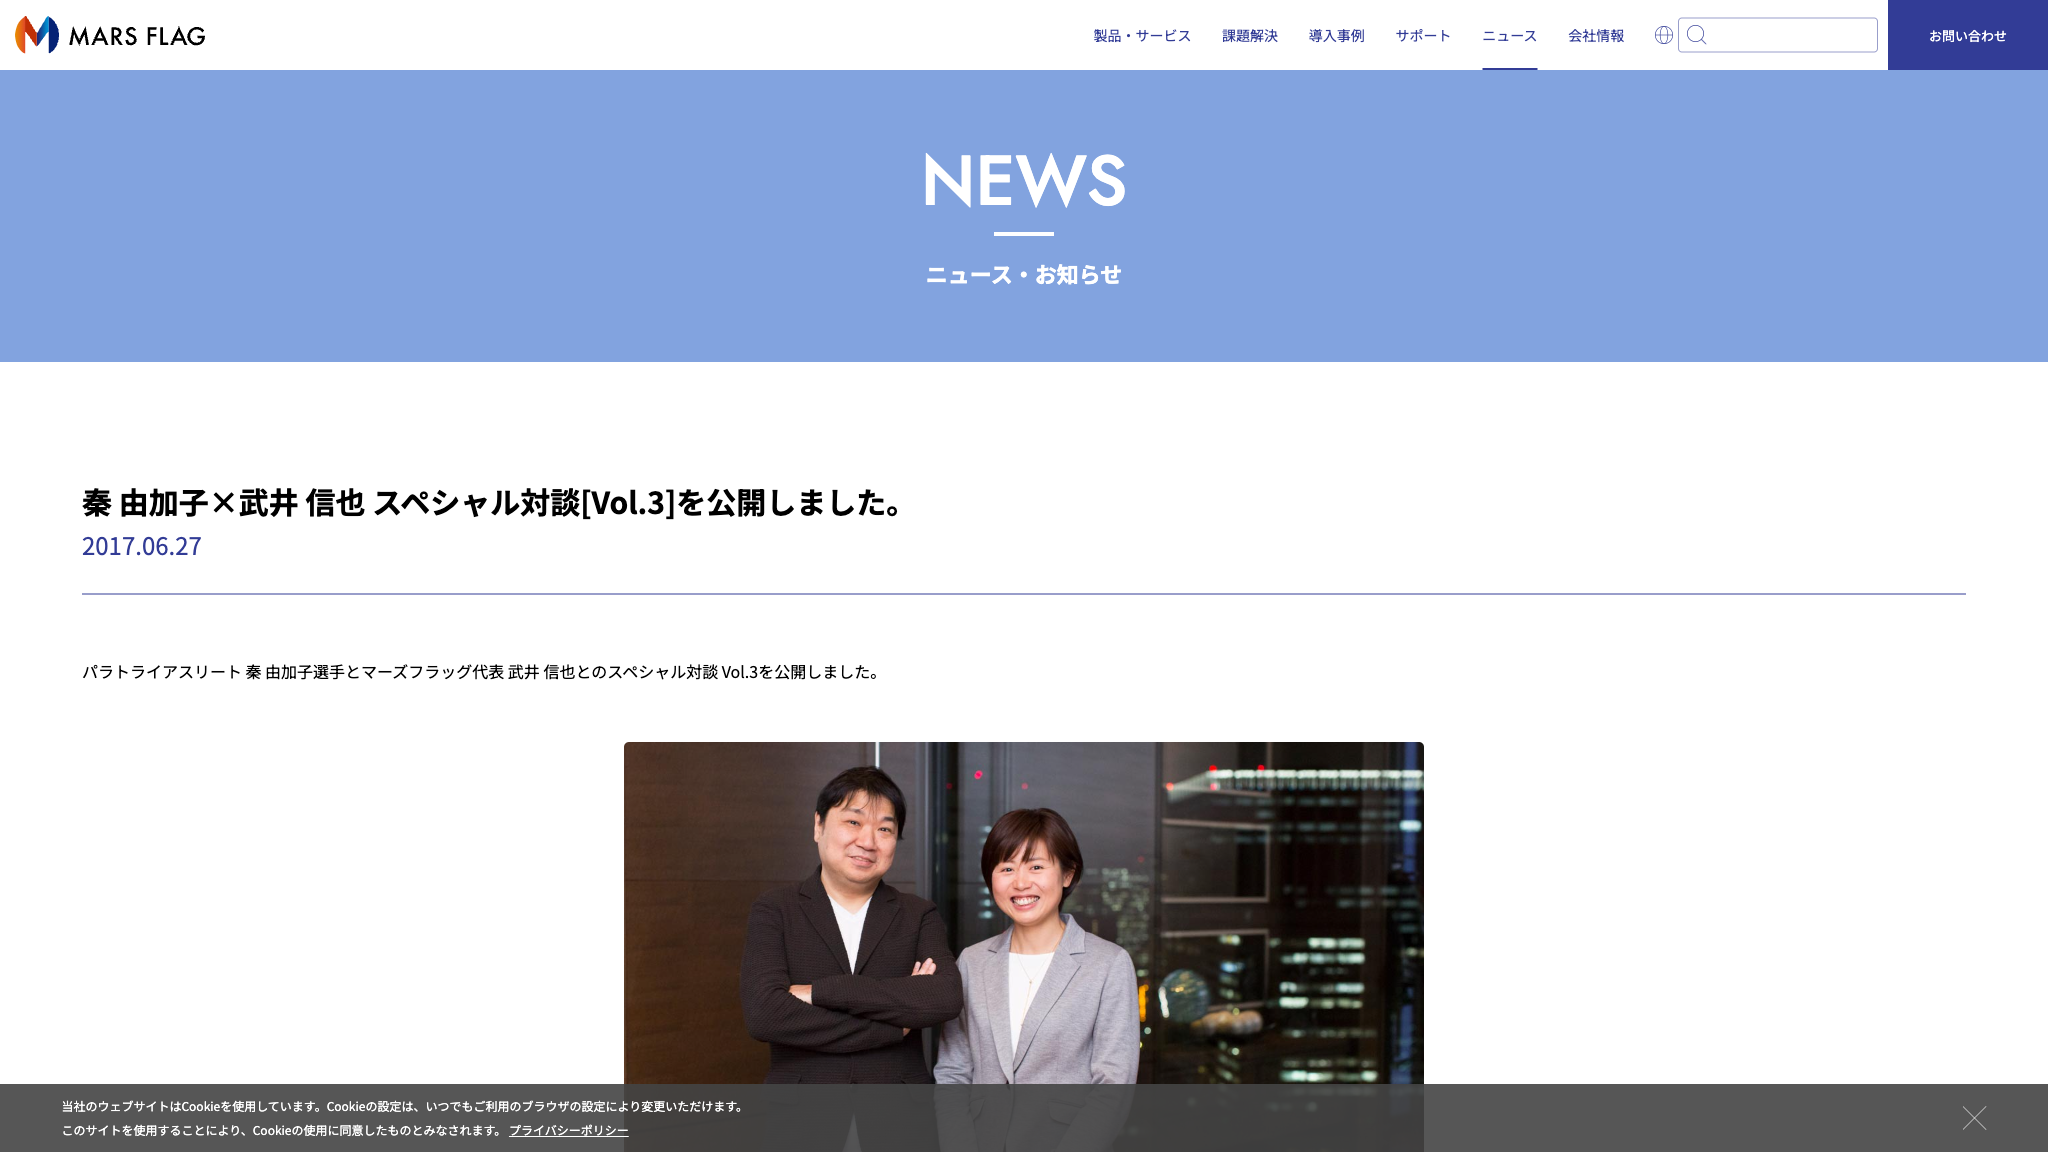 MARS FLAG
製品・サービス 課題解決 導入事例 サポート ニュース 会社情報 お問い合わせ
NEWS
ニュース・お知らせ
秦 由加子×武井 信也 スペシャル対談[Vol.3]を公開しました。
2017.06.27
パラトライアスリート 秦 由加子選手とマーズフラッグ代表 武井 信也とのスペシャル対談 Vol.3を公開しました。
当社のウェブサイトはCookieを使用しています。Cookieの設定は、いつでもご利用のブラウザの設定により変更いただけます。
このサイトを使用することにより、Cookieの使用に同意したものとみなされます。 プライバシーポリシー